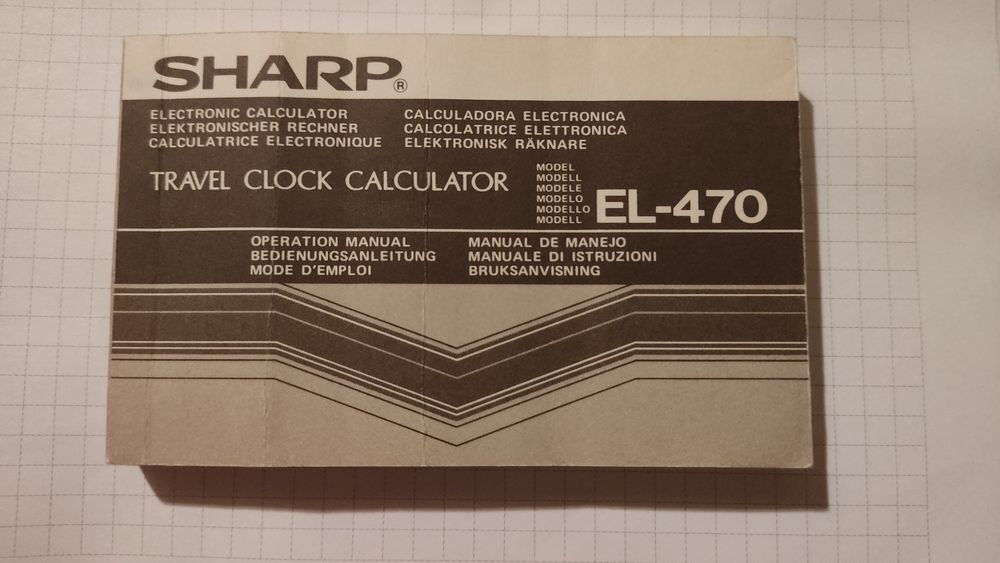 SHARP®
ELECTRONIC CALCULATOR
ELEKTRONISCHER RECHNER
CALCULATRICE ELECTRONIQUE
CALCULADORA ELECTRONICA
CALCOLATRICE ELETTRONICA
ELEKTRONISK RÄKNARE
TRAVEL CLOCK CALCULATOR
MODEL
MODELL
MODELE
MODELO
MODELLO
MODELL
EL-470
OPERATION MANUAL
BEDIENUNGSANLEITUNG
MODE D'EMPLOI
MANUAL DE MANEJO
MANUALE DI ISTRUZIONI
BRUKSANVISNING